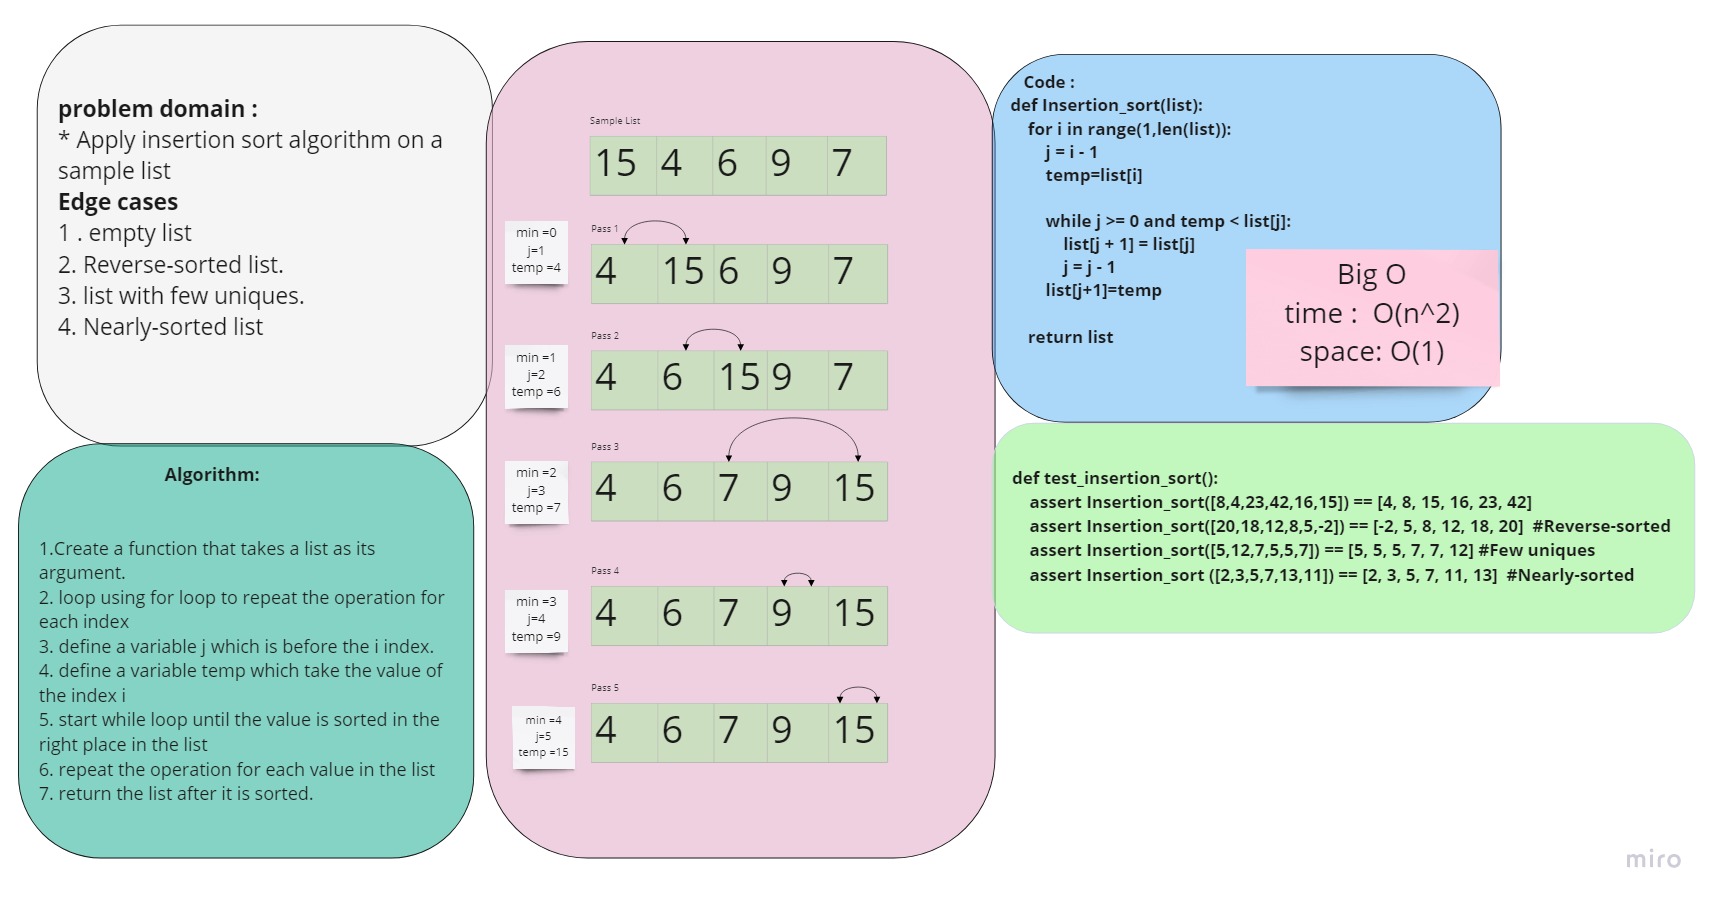 problem domain :
* Apply insertion sort algorithm on a
sample list
Edge cases
1 . empty list
2. Reverse-sorted list.
3. list with few uniques.
4. Nearly-sorted list
Algorithm:
1.Create a function that takes a list as its
argument.
2. loop using for loop to repeat the operation for
each index
3. define a variable j which is before the i index.
4. define a variable temp which take the value of
the index i
5. start while loop until the value is sorted in the
right place in the list
6. repeat the operation for each value in the list
7. return the list after it is sorted.
Sample List
15 4 6 9 7
min =0
j=1
temp =4
Pass 1
4 15 6 9 7
min =1
j=2
temp =6
Pass 2
4 6 15 9 7
min =2
j=3
temp =7
Pass 3
4 6 7 9 15
min =3
j=4
temp =9
Pass 4
4 6 7 9 15
min =4
j=5
temp =15
Pass 5
4 6 7 9 15
Code :
def Insertion_sort(list):
for i in range(1,len(list)):
j = i - 1
temp=list[i]
while j >= 0 and temp < list[j]:
list[j + 1] = list[j]
j = j - 1
list[j+1]=temp
return list
Big O
time : O(n^2)
space: O(1)
def test_insertion_sort():
assert Insertion_sort([8,4,23,42,16,15]) == [4, 8, 15, 16, 23, 42]
assert Insertion_sort([20,18,12,8,5,-2]) == [-2, 5, 8, 12, 18, 20] #Reverse-sorted
assert Insertion_sort([5,12,7,5,5,7]) == [5, 5, 5, 7, 7, 12] #Few uniques
assert Insertion_sort ([2,3,5,7,13,11]) == [2, 3, 5, 7, 11, 13] #Nearly-sorted
miro